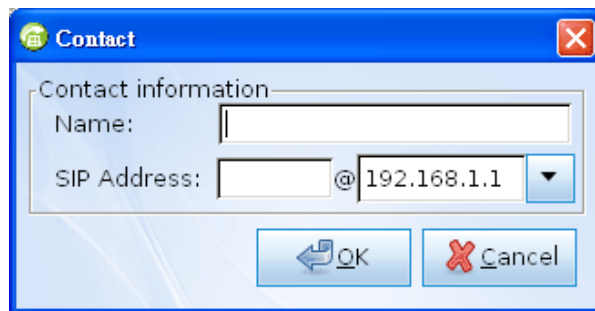 Contact
Contact information
Name:
SIP Address: @ 192.168.1.1
OK Cancel